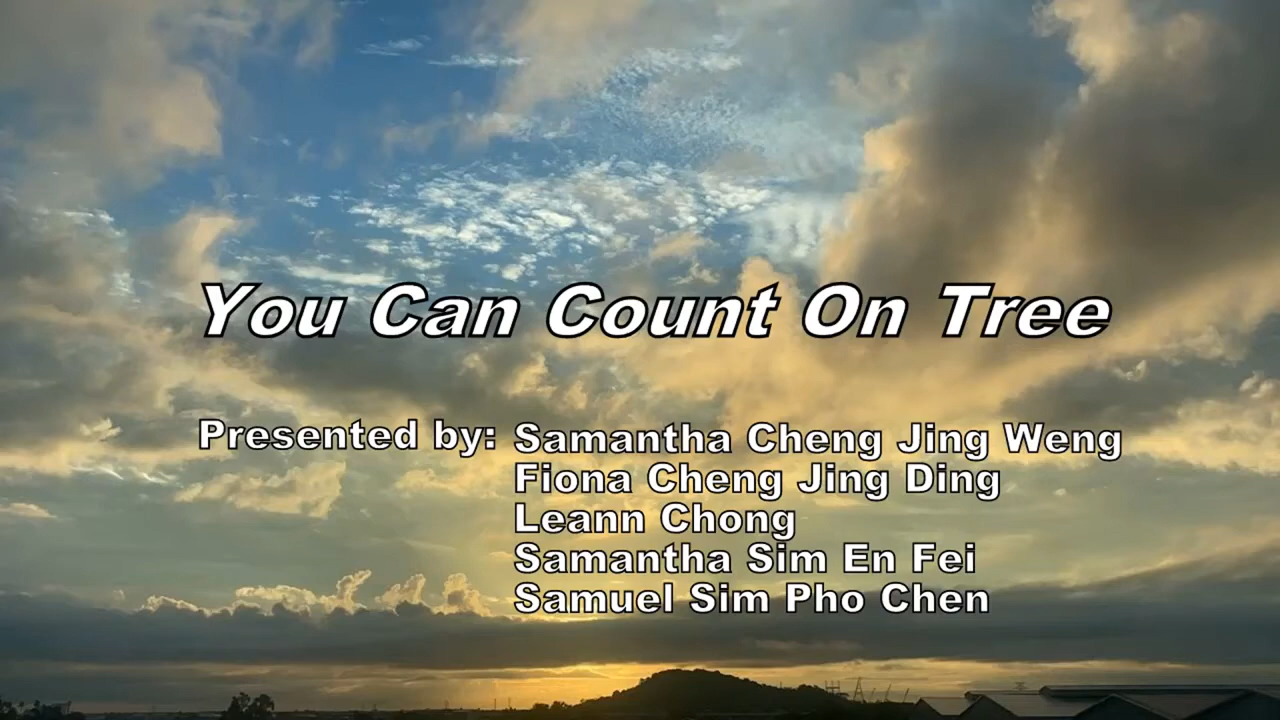 You Can Count On Tree
Presented by: Samantha Cheng Jing Weng
Fiona Cheng Jing Ding
Leann Chong
Samantha Sim En Fei
Samuel Sim Pho Chen